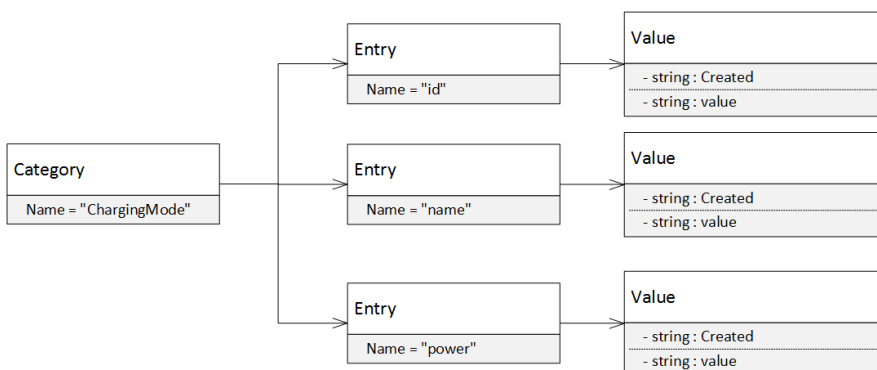 Entry
Name = "id"
Value
- string : Created
- string : value
Category
Name = "ChargingMode"
Entry
Name = "name"
Value
- string : Created
- string : value
Entry
Name = "power"
Value
- string : Created
- string : value